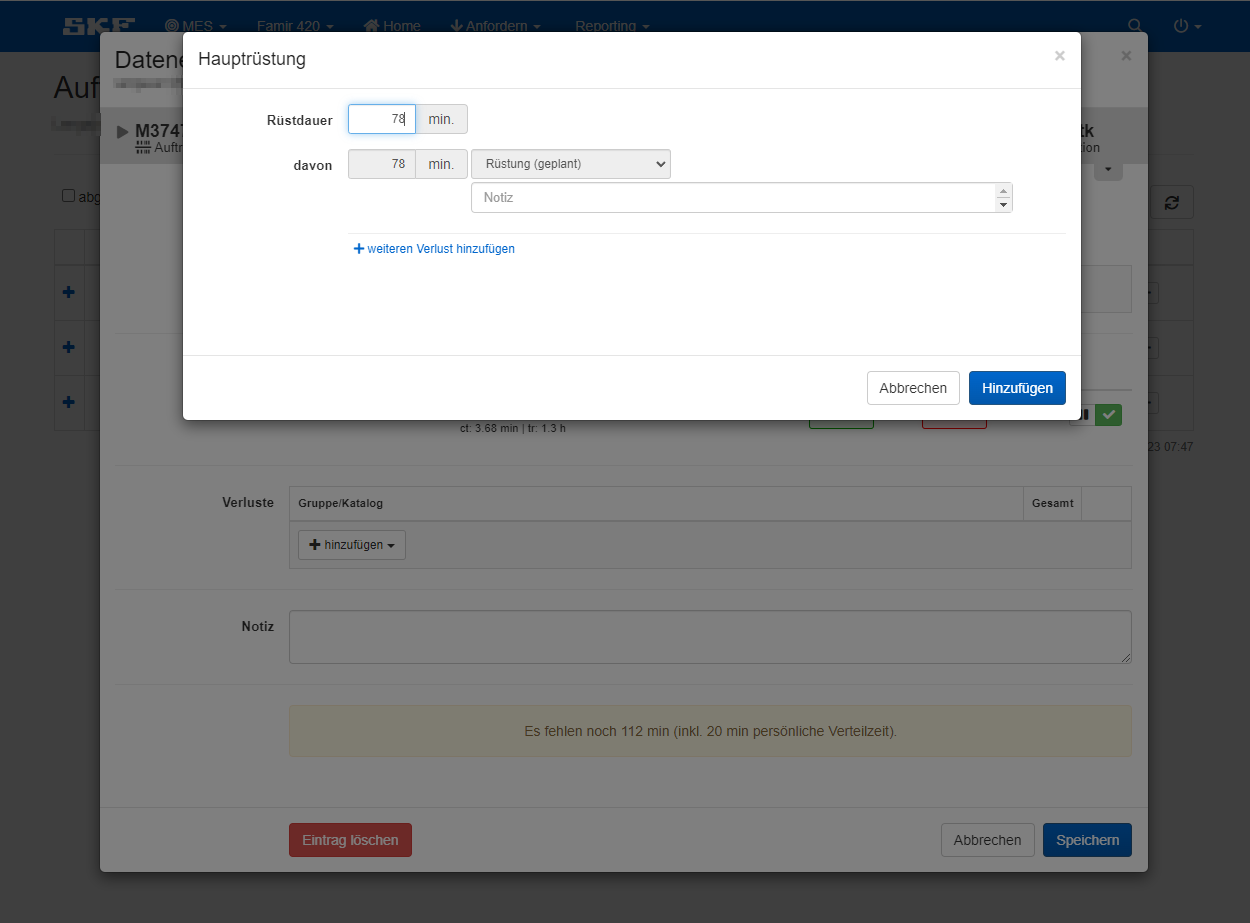 SKF MES Famir 420 Home Anfordern Reporting
Datene
Auf
Hauptrüstung ×
×
Rüstdauer 78 min.
davon 78 min. Rüstung (geplant)
Notiz
+ weiteren Verlust hinzufügen
Abbrechen Hinzufügen
M3747
Auftr
tk
tion
abg
ct: 3.68 min | tr: 1.3 h
23 07:47
Verluste Gruppe/Katalog Gesamt
+ hinzufügen
Notiz
Es fehlen noch 112 min (inkl. 20 min persönliche Verteilzeit).
Eintrag löschen Abbrechen Speichern